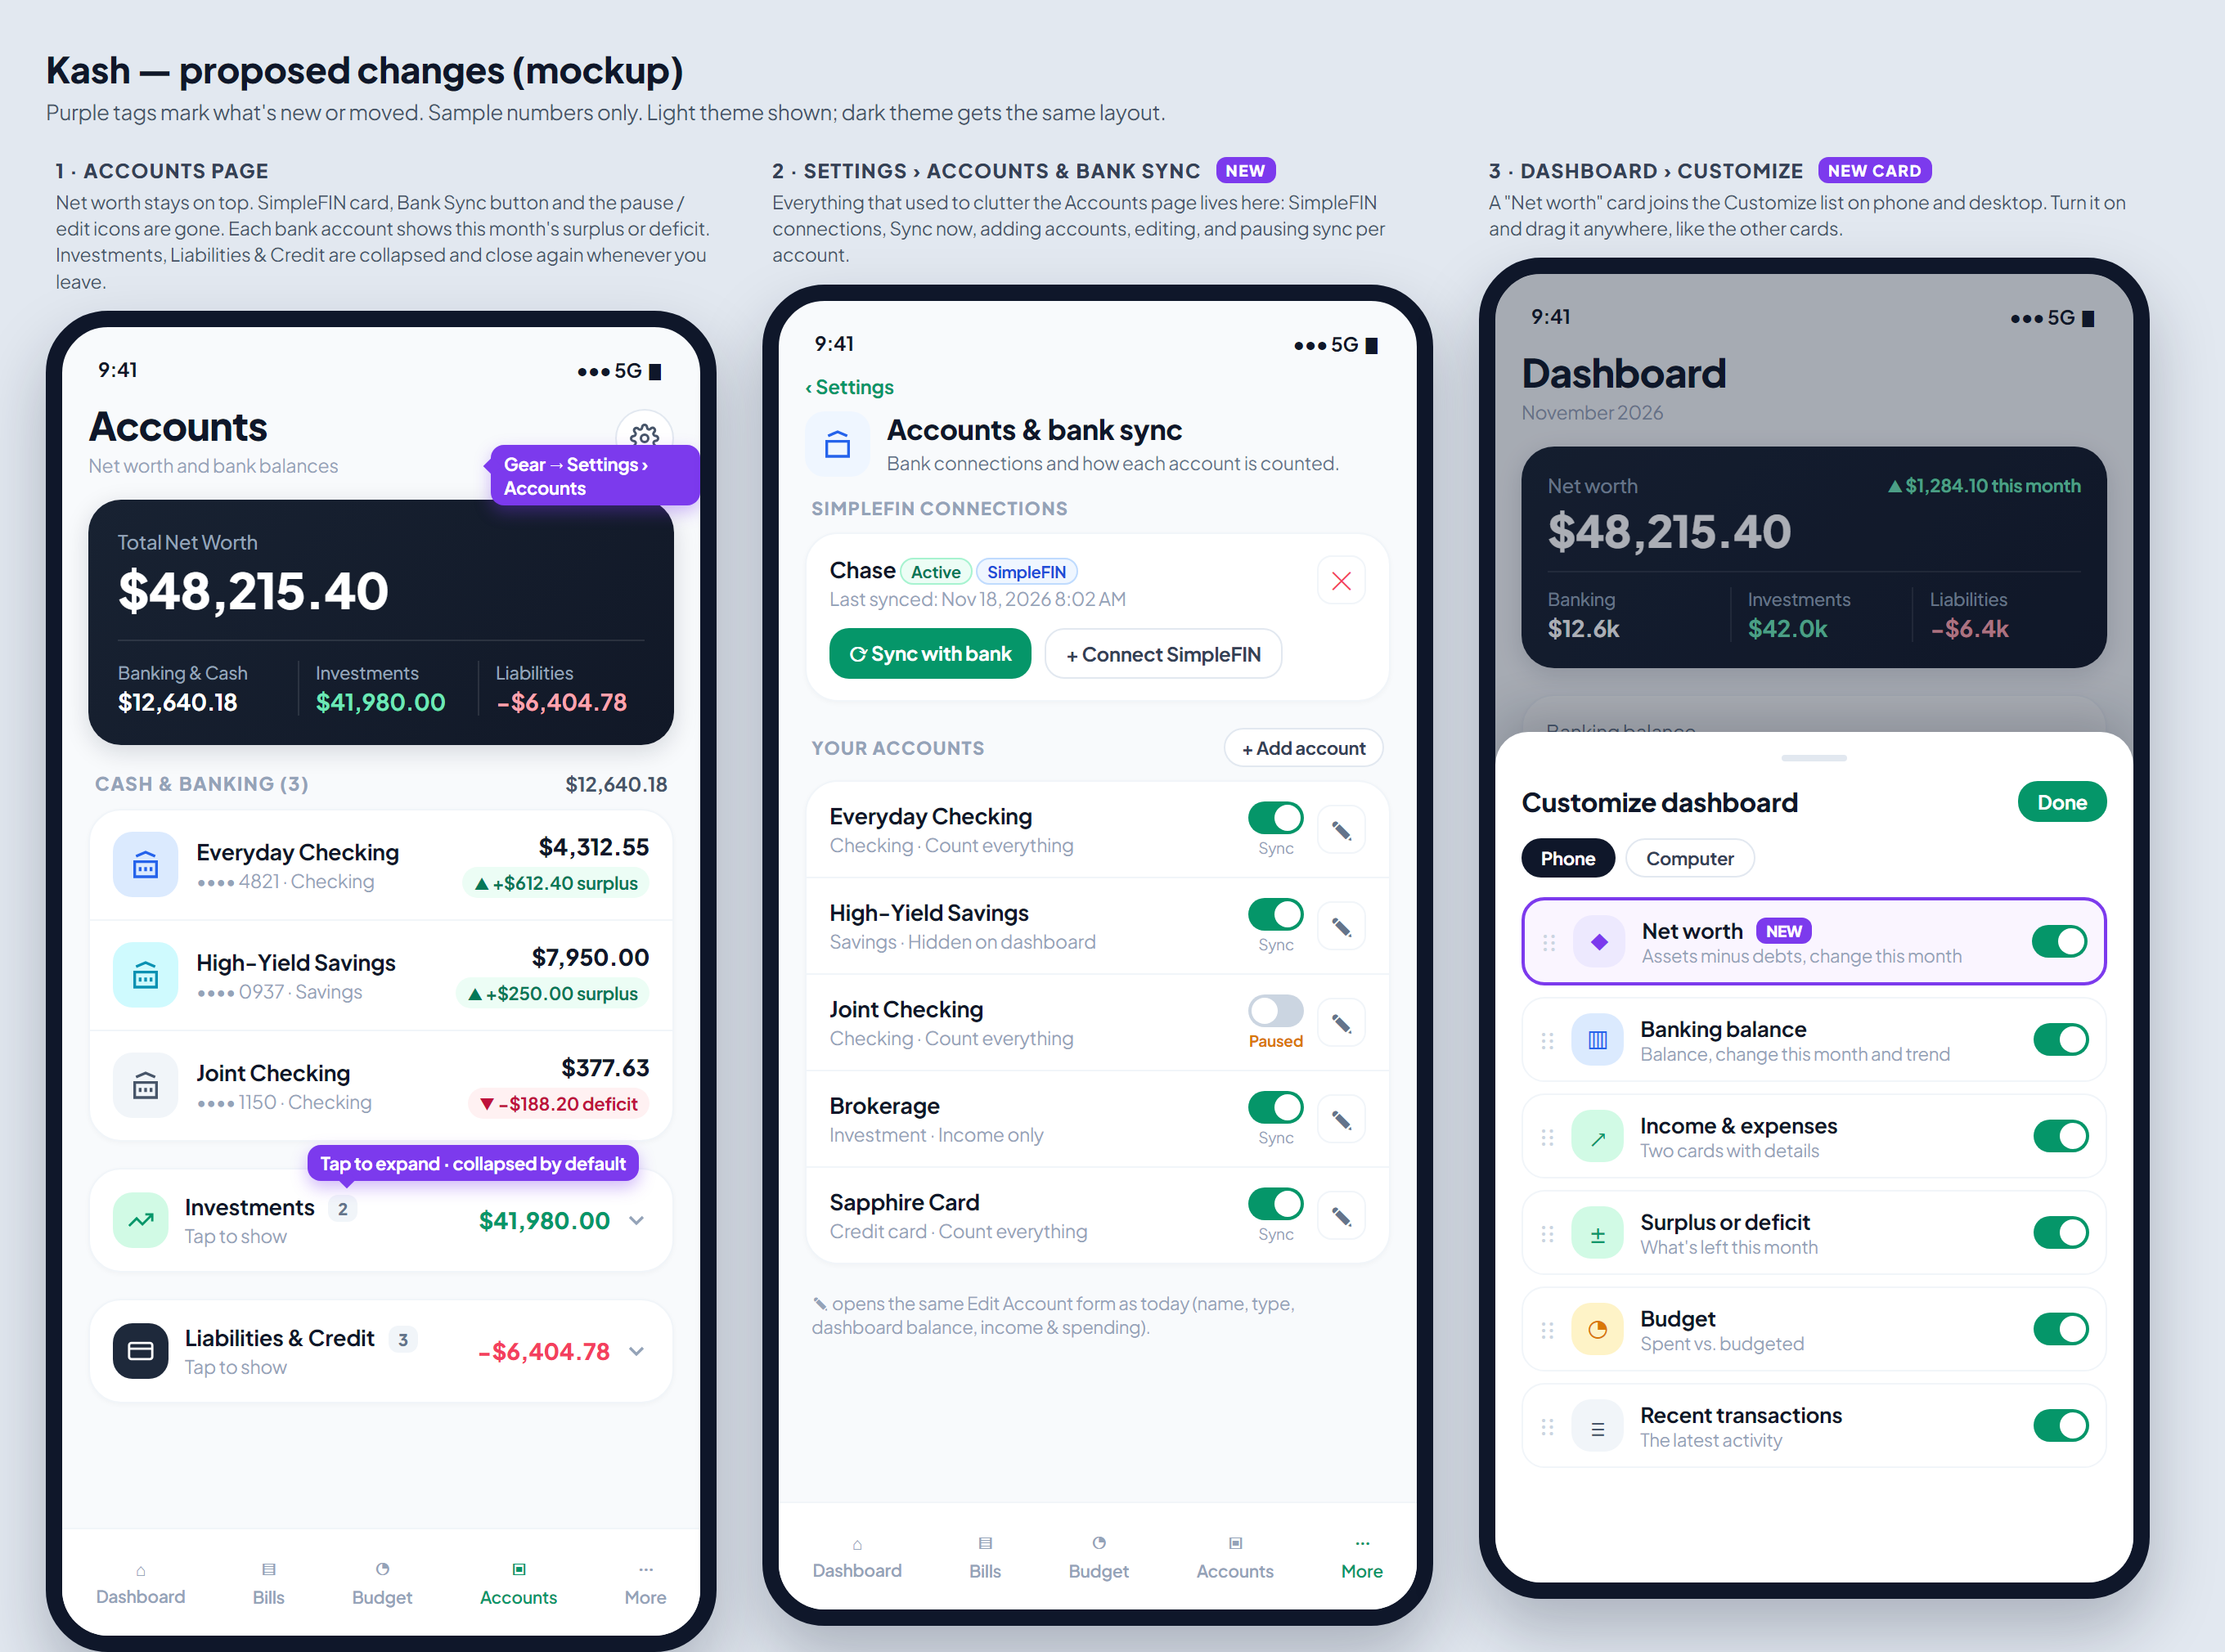 Kash — proposed changes (mockup)
Purple tags mark what's new or moved. Sample numbers only. Light theme shown; dark theme gets the same layout.
1 · ACCOUNTS PAGE
Net worth stays on top. SimpleFIN card, Bank Sync button and the pause /
edit icons are gone. Each bank account shows this month's surplus or deficit.
Investments, Liabilities & Credit are collapsed and close again whenever you
leave.
9:41
●●● 5G
Accounts
Net worth and bank balances
Gear → Settings ›
Accounts
Total Net Worth
$48,215.40
Banking & Cash
$12,640.18
Investments
$41,980.00
Liabilities
-$6,404.78
CASH & BANKING (3)
$12,640.18
Everyday Checking
•••• 4821 · Checking
$4,312.55
▲ +$612.40 surplus
High-Yield Savings
•••• 0937 · Savings
$7,950.00
▲ +$250.00 surplus
Joint Checking
•••• 1150 · Checking
$377.63
▼ -$188.20 deficit
Tap to expand · collapsed by default
Investments 2
Tap to show
$41,980.00
Liabilities & Credit 3
Tap to show
-$6,404.78
Dashboard
Bills
Budget
Accounts
More
2 · SETTINGS › ACCOUNTS & BANK SYNC NEW
Everything that used to clutter the Accounts page lives here: SimpleFIN
connections, Sync now, adding accounts, editing, and pausing sync per
account.
9:41
●●● 5G
‹ Settings
Accounts & bank sync
Bank connections and how each account is counted.
SIMPLEFIN CONNECTIONS
Chase Active SimpleFIN
Last synced: Nov 18, 2026 8:02 AM
⟳ Sync with bank
+ Connect SimpleFIN
YOUR ACCOUNTS
+ Add account
Everyday Checking
Checking · Count everything
Sync
High-Yield Savings
Savings · Hidden on dashboard
Sync
Joint Checking
Checking · Count everything
Paused
Brokerage
Investment · Income only
Sync
Sapphire Card
Credit card · Count everything
Sync
✎ opens the same Edit Account form as today (name, type,
dashboard balance, income & spending).
Dashboard
Bills
Budget
Accounts
More
3 · DASHBOARD › CUSTOMIZE NEW CARD
A "Net worth" card joins the Customize list on phone and desktop. Turn it on
and drag it anywhere, like the other cards.
9:41
●●● 5G
Dashboard
November 2026
Net worth
▲ $1,284.10 this month
$48,215.40
Banking
$12.6k
Investments
$42.0k
Liabilities
-$6.4k
Banking balance
Customize dashboard
Done
Phone
Computer
Net worth NEW
Assets minus debts, change this month
Banking balance
Balance, change this month and trend
Income & expenses
Two cards with details
Surplus or deficit
What's left this month
Budget
Spent vs. budgeted
Recent transactions
The latest activity